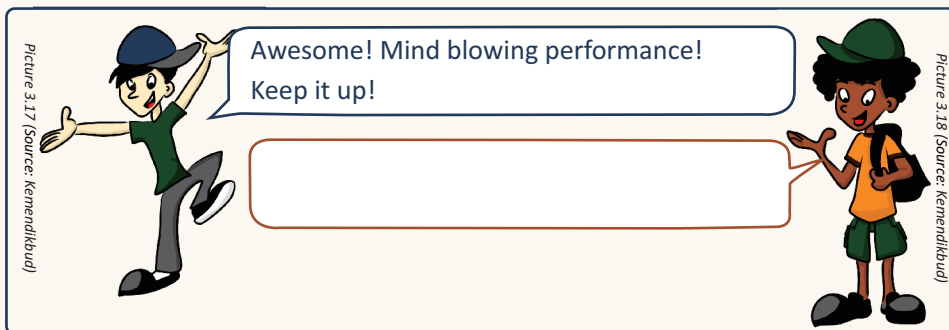 Picture 3.17 (Source: Kemendikbud)
Awesome! Mind blowing performance!
Keep it up!
Picture 3.18 (Source: Kemendikbud)